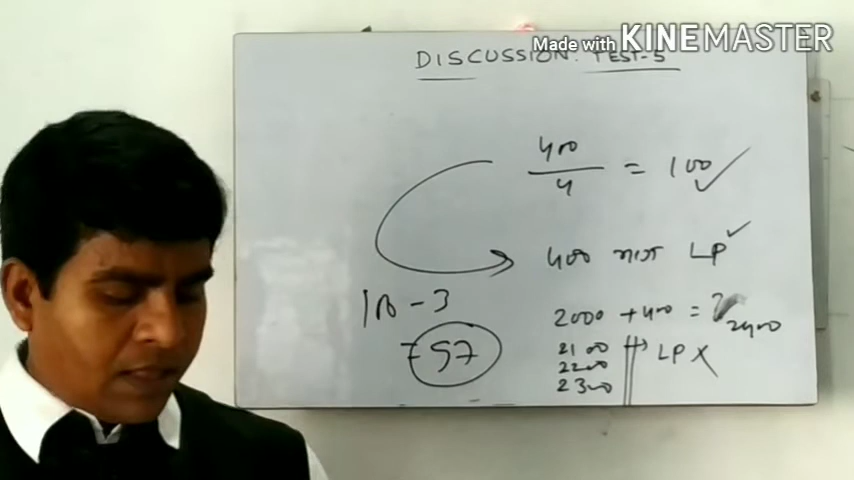 Made with KINEMASTER
DISCUSSION. TEST-5
400/4 = 100 ✓
400 LP ✓
2000 + 400 = 2400
- 3
2100
= 57
LP X
2200
2300